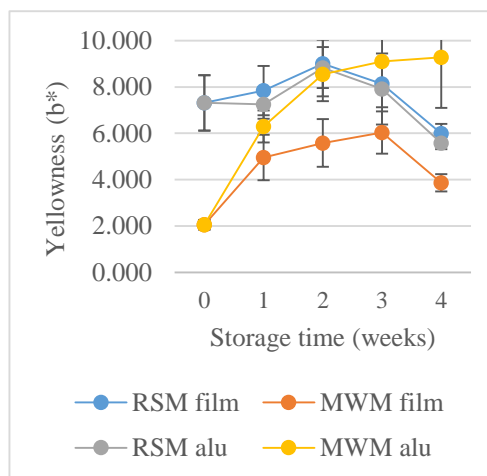 10.000
8.000
6.000
4.000
2.000
0.000
Yellowness (b*)
0 1 2 3 4
Storage time (weeks)
RSM film MWM film
RSM alu MWM alu